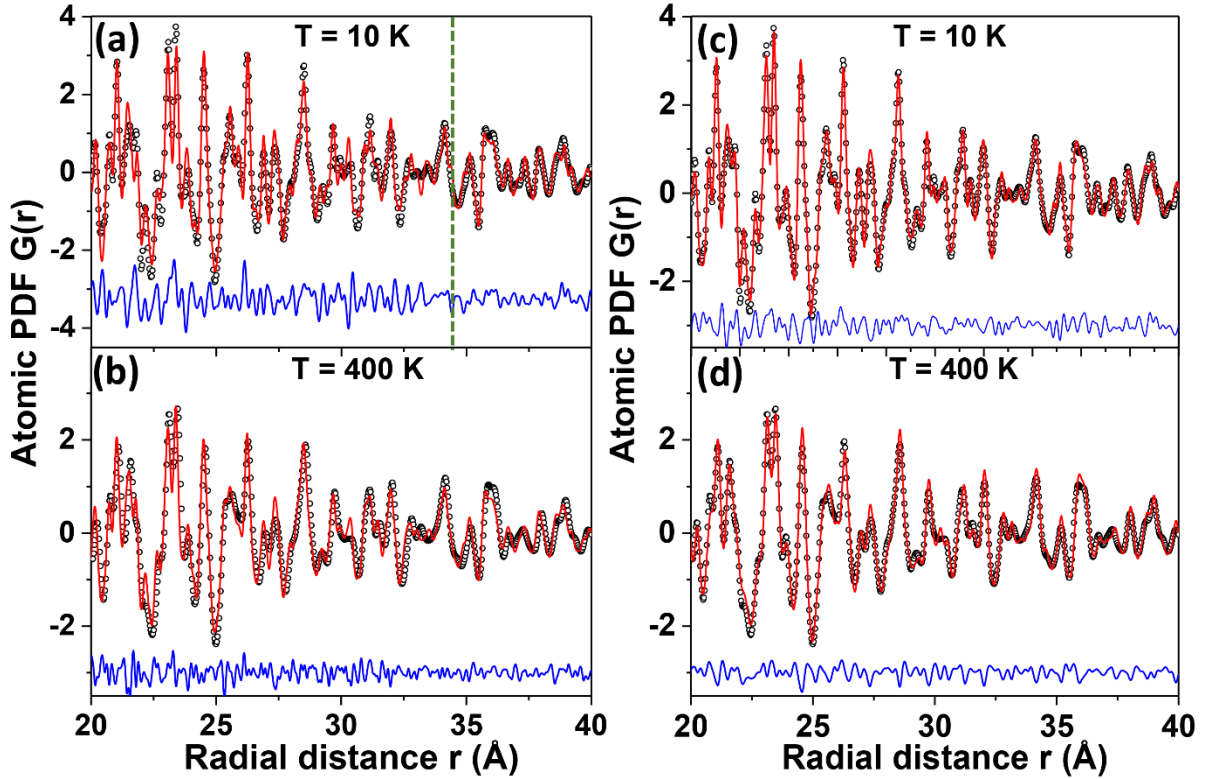 (a)
T = 10 K
(c)
T = 10 K
4
2
0
-2
-4
4
2
0
-2
Atomic PDF G(r)
Atomic PDF G(r)
(b)
T = 400 K
(d)
T = 400 K
2
0
-2
2
0
-2
20 25 30 35 40
20 25 30 35 40
Radial distance r (Å)
Radial distance r (Å)